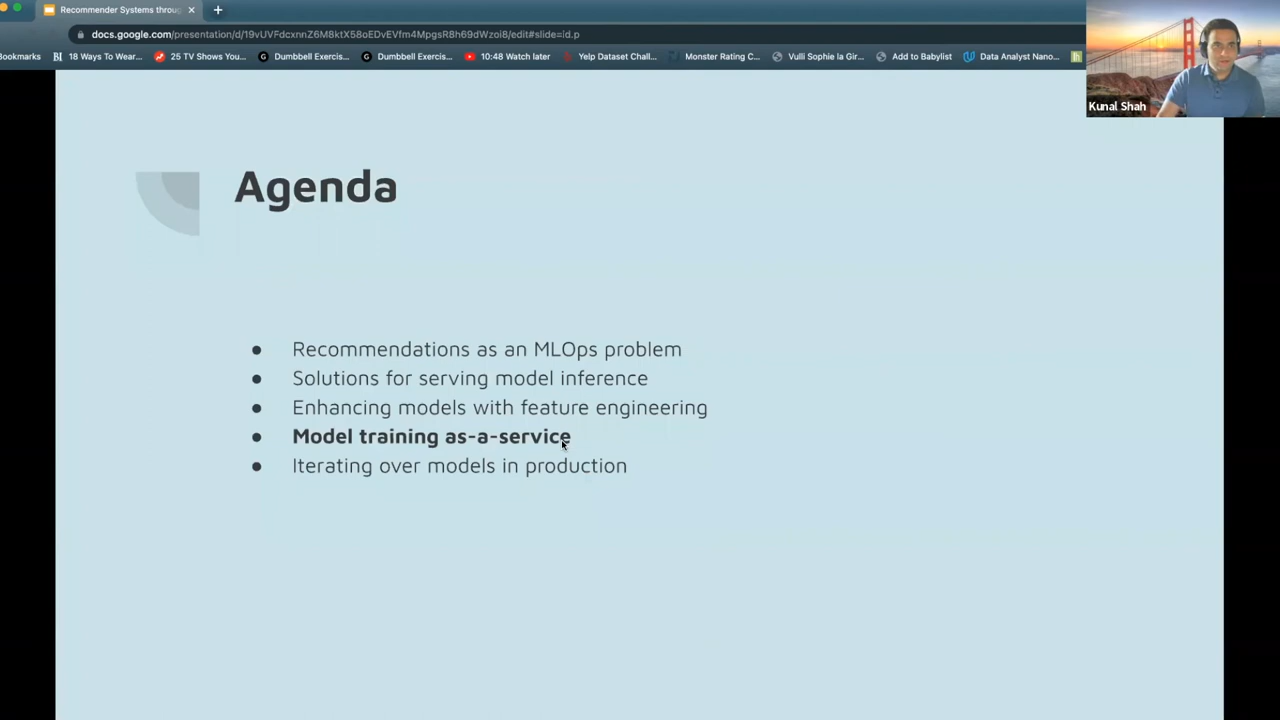 Recommender Systems throu
docs.google.com/presentation/d/19vUVFdcxnnZ6M8ktX58oEDvEVfm4MpgsR8h69dWzoi8/edit#slide=id.p
Bookmarks
18 Ways To Wear...
25 TV Shows You...
Dumbbell Exercis...
Dumbbell Exercis...
10:48 Watch later
Yelp Dataset Chall...
Monster Rating C...
Vulli Sophie la Gir...
Add to Babylist
Data Analyst Nano...
Kunal Shah
Agenda
Recommendations as an MLOps problem
Solutions for serving model inference
Enhancing models with feature engineering
Model training as-a-service
Iterating over models in production